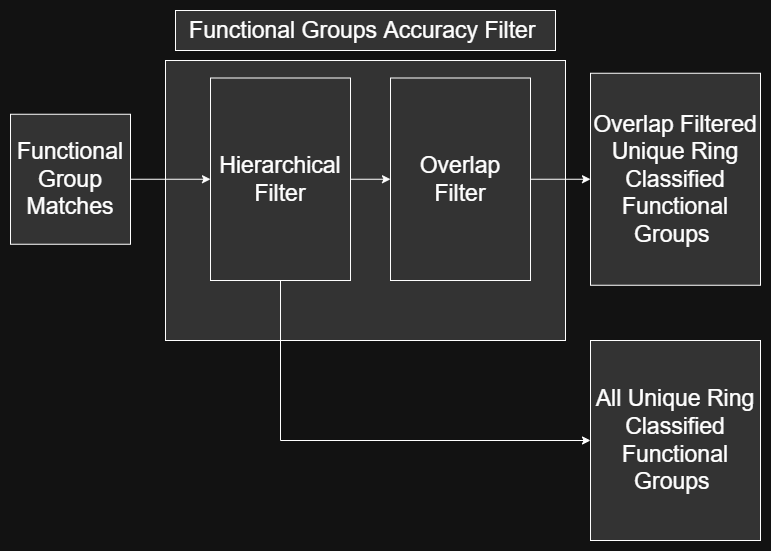 Functional Groups Accuracy Filter
Functional
Group
Matches
Hierarchical
Filter
Overlap
Filter
Overlap Filtered
Unique Ring
Classified
Functional
Groups
All Unique Ring
Classified
Functional
Groups